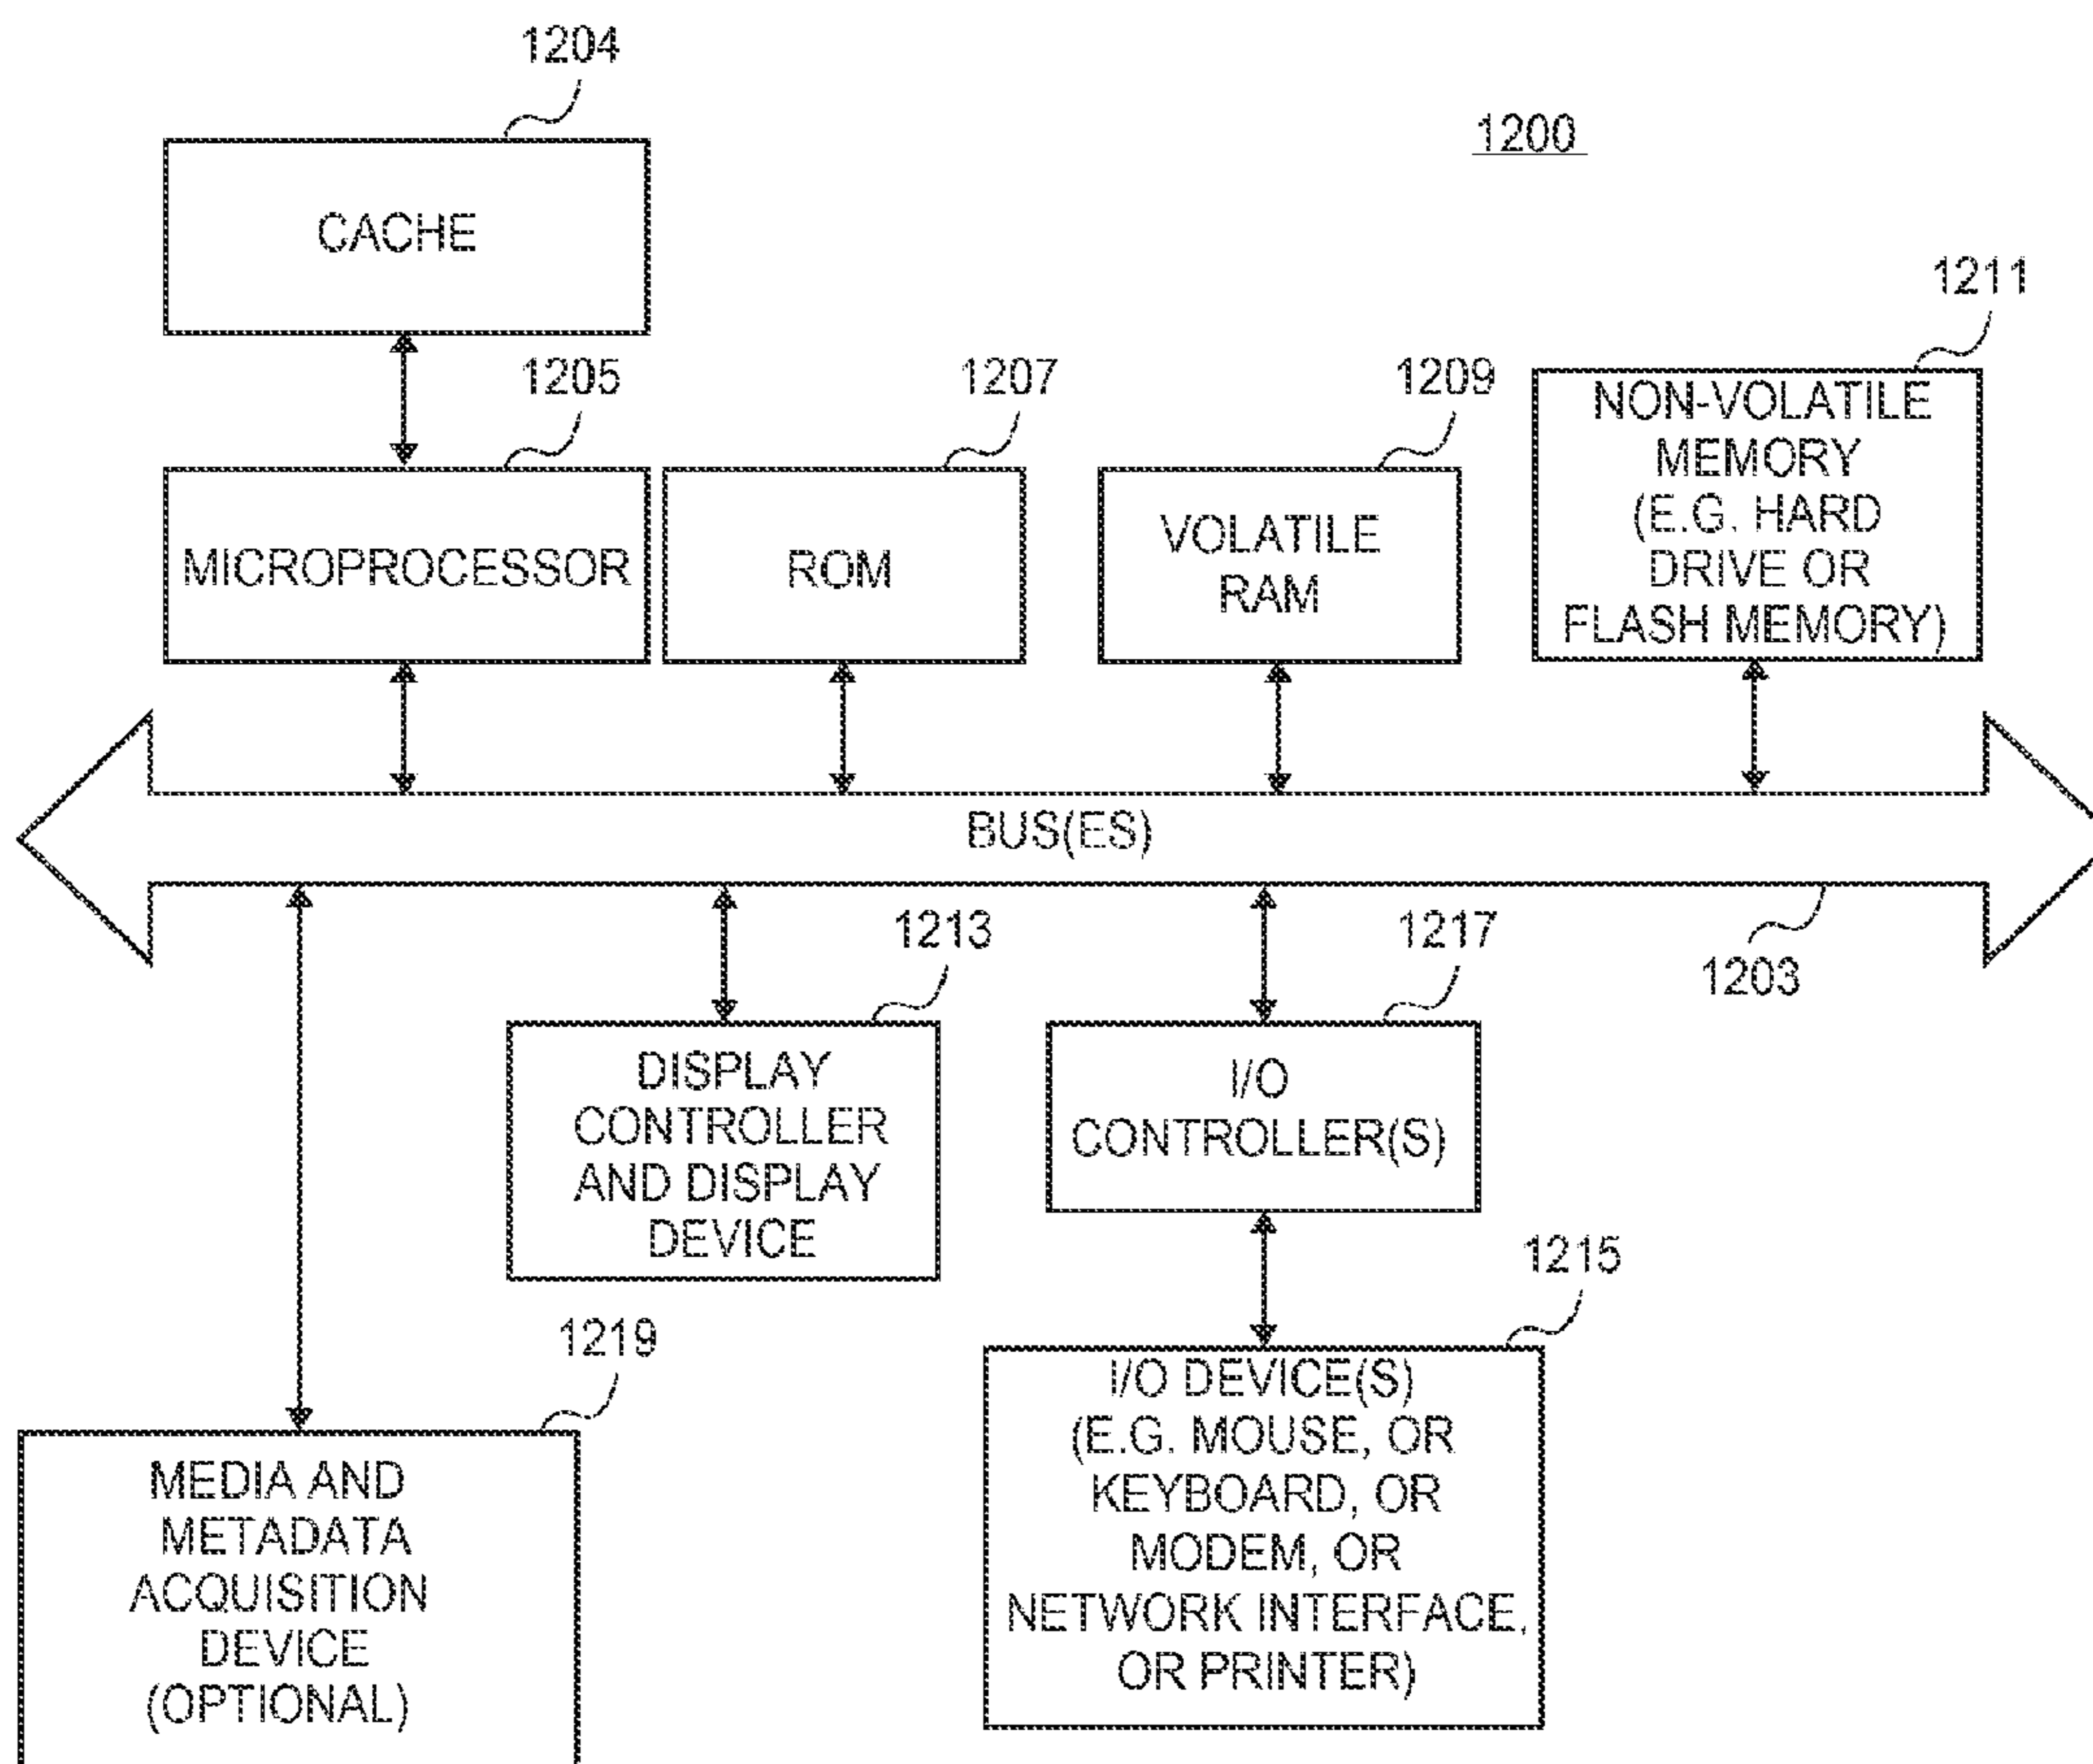 1204
1200
CACHE
1211
1205
1207
1209
NON-VOLATILE
MEMORY
(E.G. HARD
DRIVE OR
FLASH MEMORY)
MICROPROCESSOR
ROM
VOLATILE
RAM
BUS(ES)
1213
1217
1203
DISPLAY
CONTROLLER
AND DISPLAY
DEVICE
I/O
CONTROLLER(S)
1215
1219
I/O DEVICE(S)
(E.G. MOUSE, OR
KEYBOARD, OR
MODEM, OR
NETWORK INTERFACE,
OR PRINTER)
MEDIA AND
METADATA
ACQUISITION
DEVICE
(OPTIONAL)